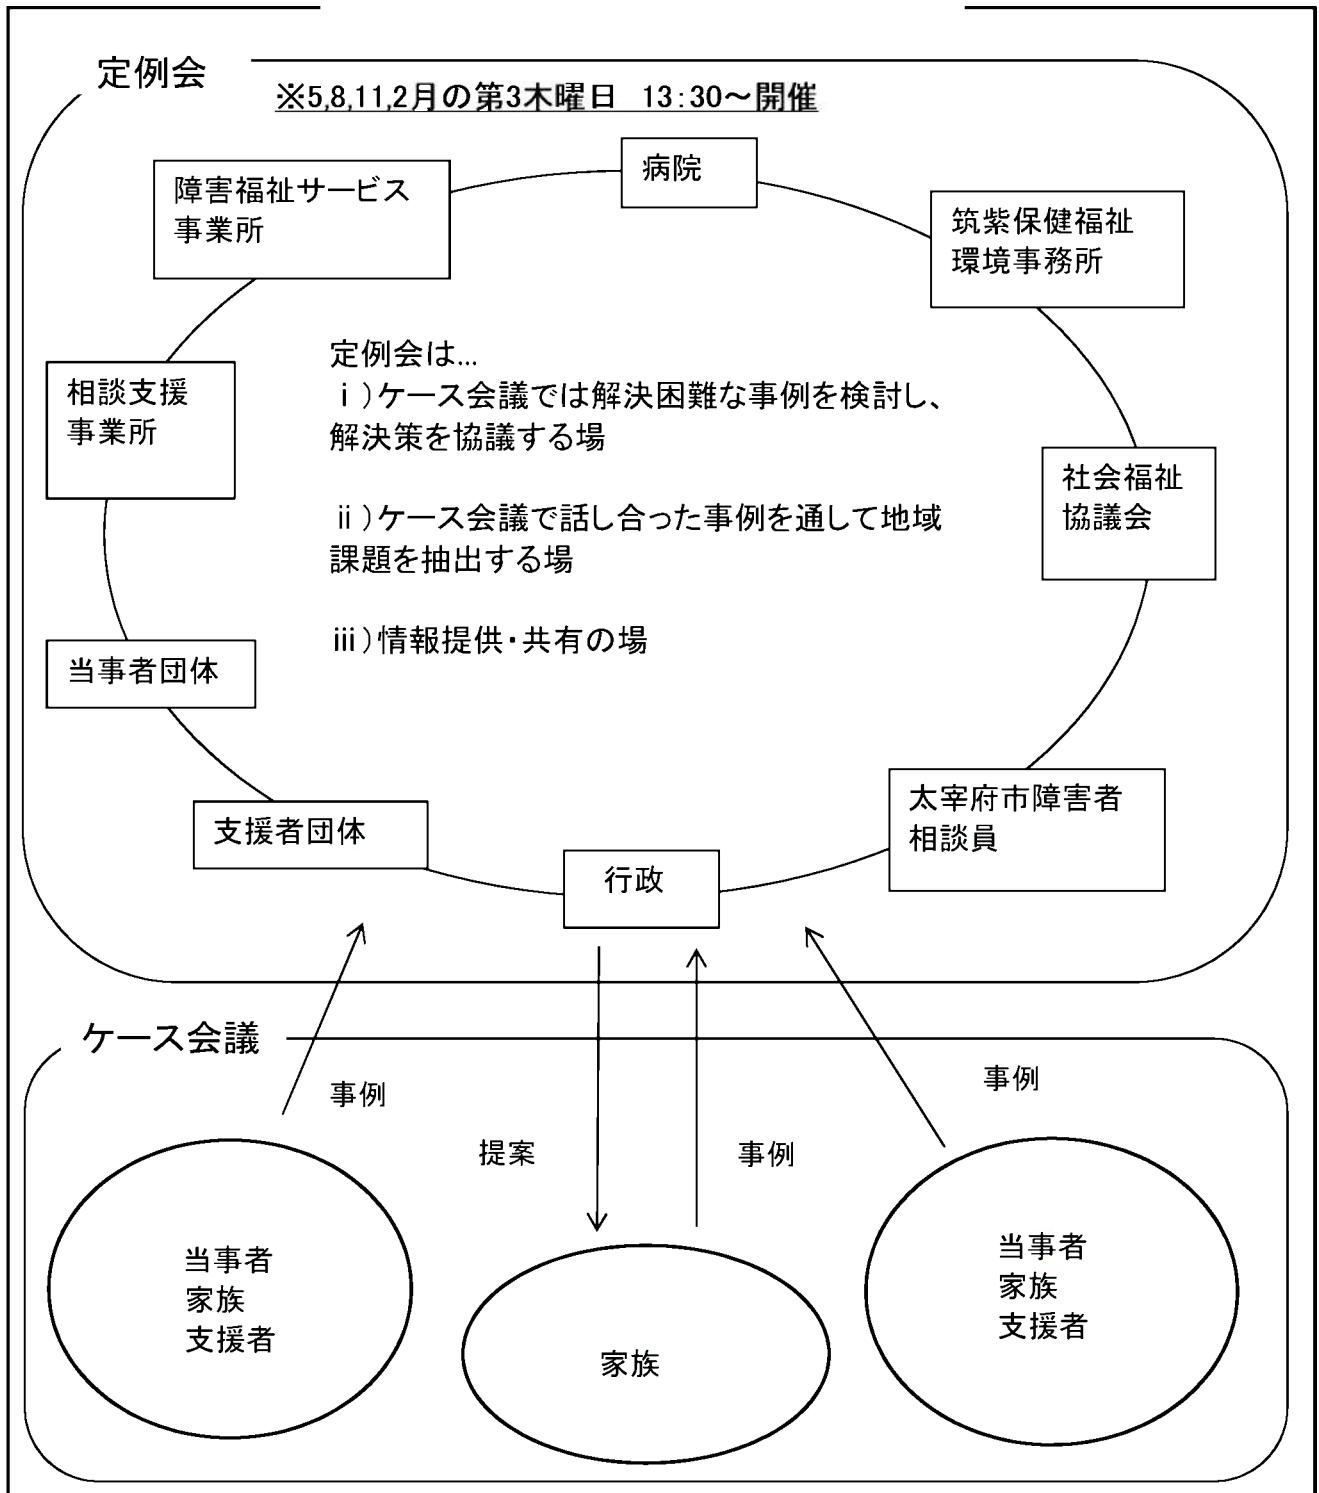 定例会
※5,8,11,2月の第3木曜日 13:30～開催
病院
障害福祉サービス
事業所
筑紫保健福祉
環境事務所
定例会は…
ⅰ）ケース会議では解決困難な事例を検討し、
解決策を協議する場
相談支援
事業所
社会福祉
協議会
ⅱ）ケース会議で話し合った事例を通して地域
課題を抽出する場
ⅲ）情報提供・共有の場
当事者団体
太宰府市障害者
相談員
支援者団体
行政
ケース会議
事例
提案
事例
事例
当事者
家族
支援者
家族
当事者
家族
支援者